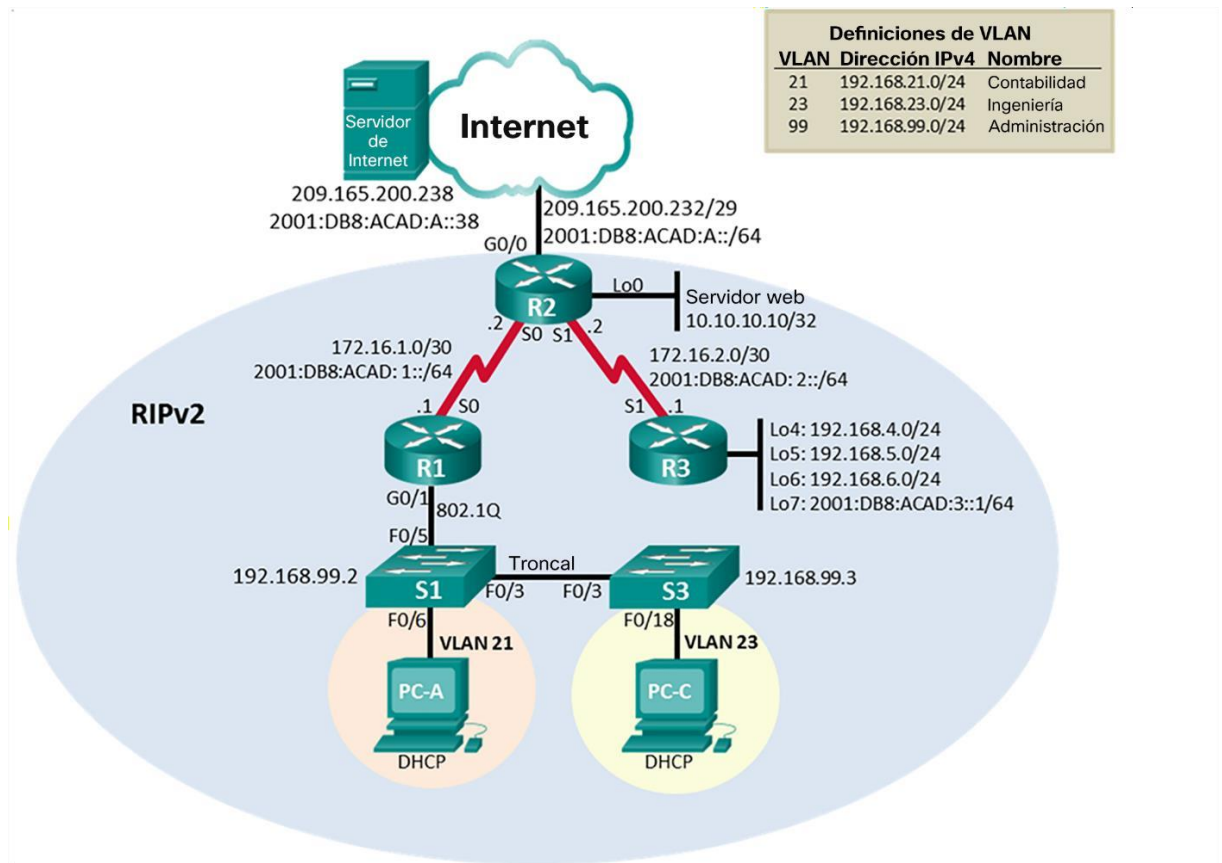 Definiciones de VLAN
VLAN Dirección IPv4 Nombre
21 192.168.21.0/24 Contabilidad
23 192.168.23.0/24 Ingeniería
99 192.168.99.0/24 Administración
Servidor
de
Internet
Internet
209.165.200.238
2001:DB8:ACAD:A::38
209.165.200.232/29
2001:DB8:ACAD:A::/64
G0/0
R2
Lo0
Servidor web
10.10.10.10/32
.2
S0
S1
.2
172.16.1.0/30
2001:DB8:ACAD: 1::/64
172.16.2.0/30
2001:DB8:ACAD: 2::/64
RIPv2
.1
S0
S1
.1
R1
R3
Lo4: 192.168.4.0/24
Lo5: 192.168.5.0/24
Lo6: 192.168.6.0/24
Lo7: 2001:DB8:ACAD:3::1/64
G0/1
802.1Q
F0/5
Troncal
192.168.99.2
S1
F0/3
F0/3
S3
192.168.99.3
F0/6
F0/18
VLAN 21
VLAN 23
PC-A
PC-C
DHCP
DHCP